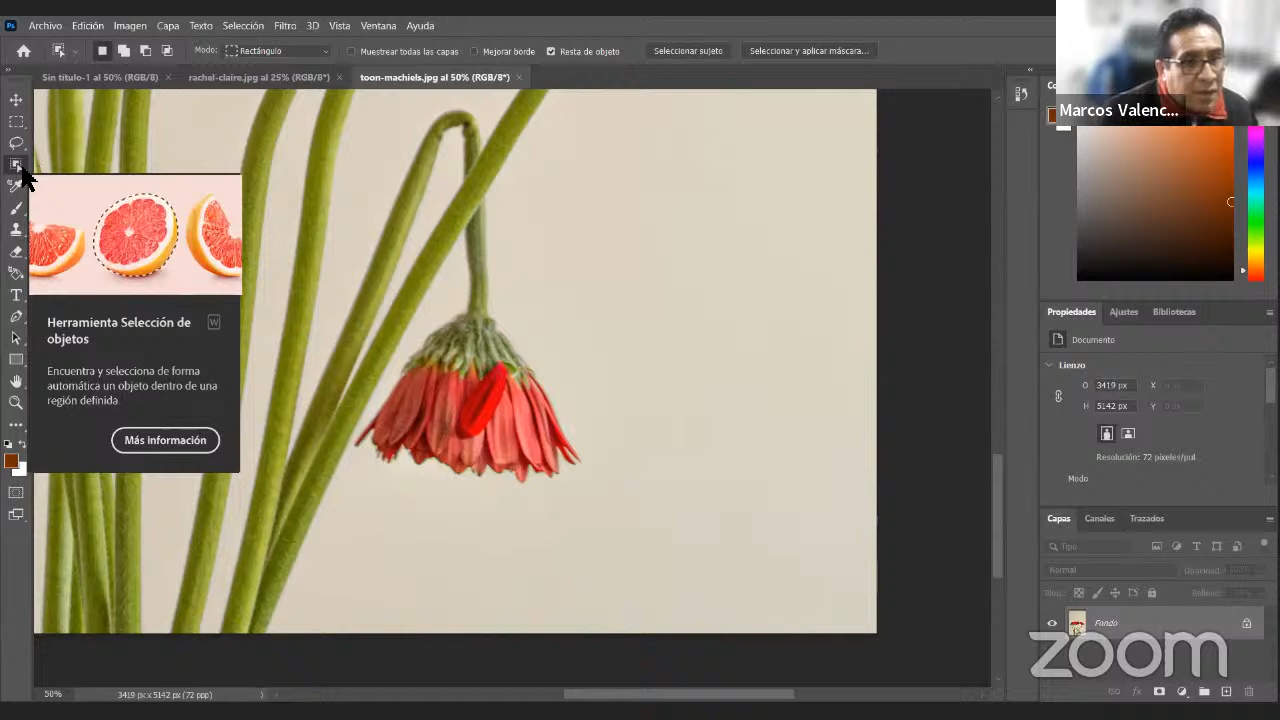 Ps Archivo Edición Imagen Capa Texto Selección Filtro 3D Vista Ventana Ayuda
Modo: Rectángulo Muestrear todas las capas Mejorar borde Resta de objeto Seleccionar sujeto Seleccionar y aplicar máscara...
Sin título-1 al 50% (RGB/8) rachel-claire.jpg al 25% (RGB/8*) toon-machiels.jpg al 50% (RGB/8*)
Marcos Valenc...
Herramienta Selección de W
objetos
Encuentra y selecciona de forma
automática un objeto dentro de una
región definida.
Más información
Propiedades Ajustes Bibliotecas
Documento
Lienzo
O 3419 px X
H 5142 px Y
Resolución: 72 píxeles/pul...
Modo
Capas Canales Trazados
Tipo
Normal Opacidad:
Bloq.: Relleno:
Fondo
zoom
50% 3419 px x 5142 px (72 ppp)